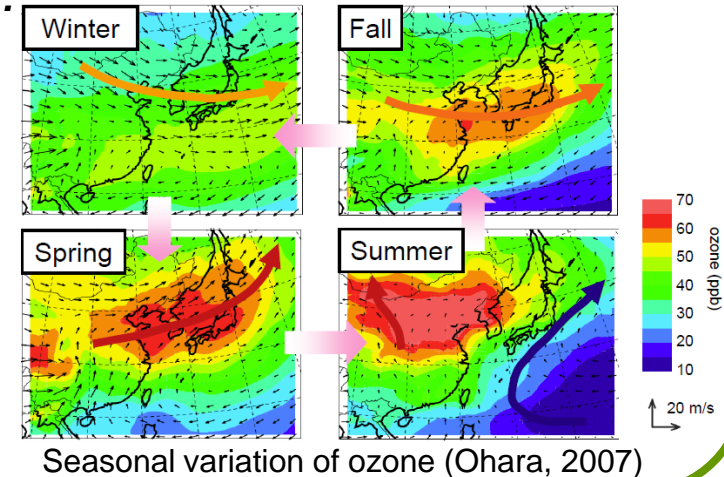 Winter
Fall
Spring
Summer
70
60
50
40
30
20
10
ozone (ppb)
20 m/s
Seasonal variation of ozone (Ohara, 2007)